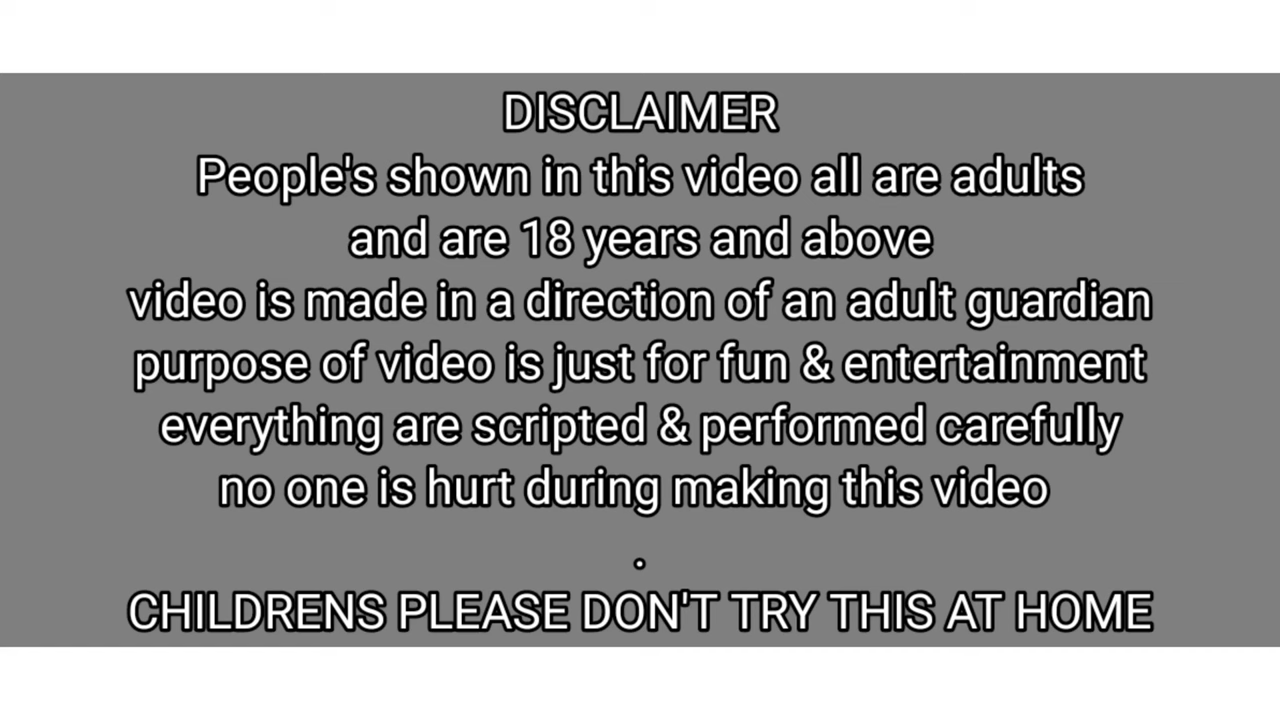 DISCLAIMER
People's shown in this video all are adults
and are 18 years and above
video is made in a direction of an adult guardian
purpose of video is just for fun & entertainment
everything are scripted & performed carefully
no one is hurt during making this video
.
CHILDRENS PLEASE DON'T TRY THIS AT HOME